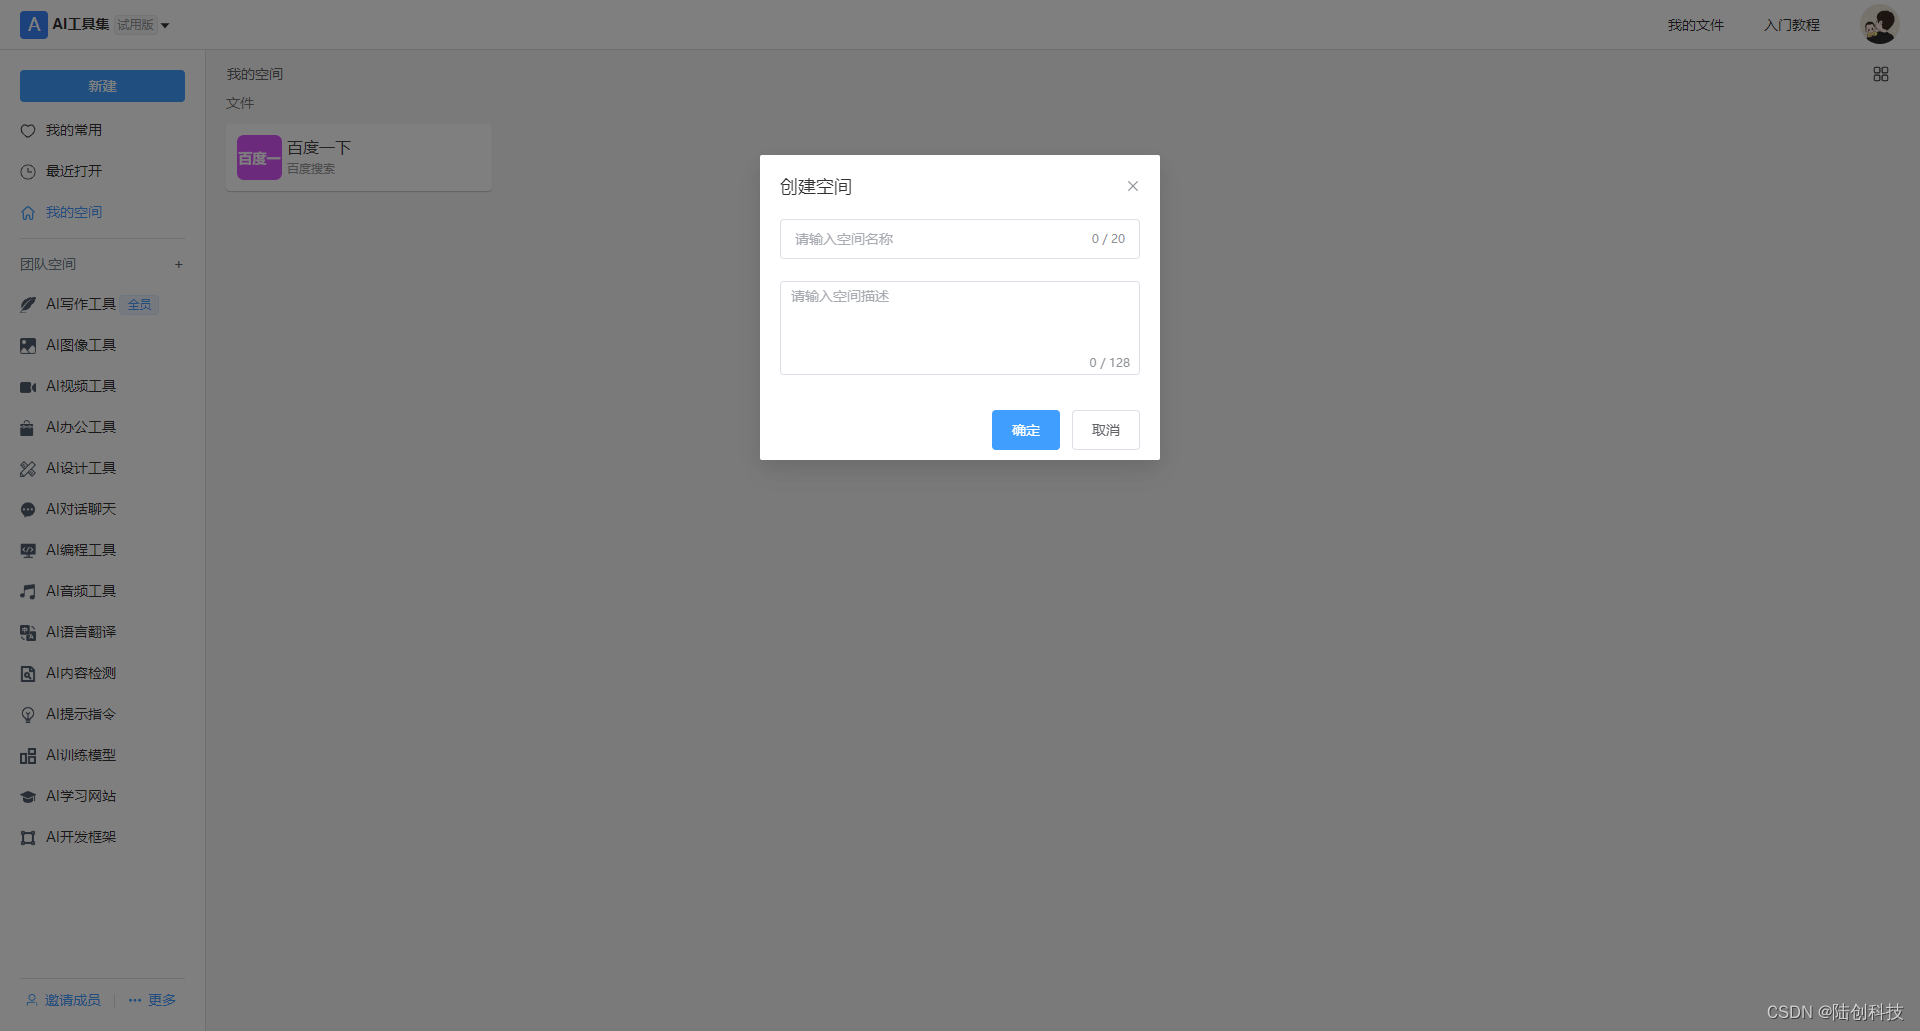 A AI工具集 试用版
我的文件 入门教程
新建
我的常用
最近打开
我的空间
团队空间 +
AI写作工具 全员
AI图像工具
AI视频工具
AI办公工具
AI设计工具
AI对话聊天
AI编程工具
AI音频工具
AI语言翻译
AI内容检测
AI提示指令
AI训练模型
AI学习网站
AI开发框架
邀请成员 更多
我的空间
文件
百度一
百度一下
百度搜索
创建空间
请输入空间名称 0 / 20
请输入空间描述
0 / 128
确定 取消
CSDN @陆创科技